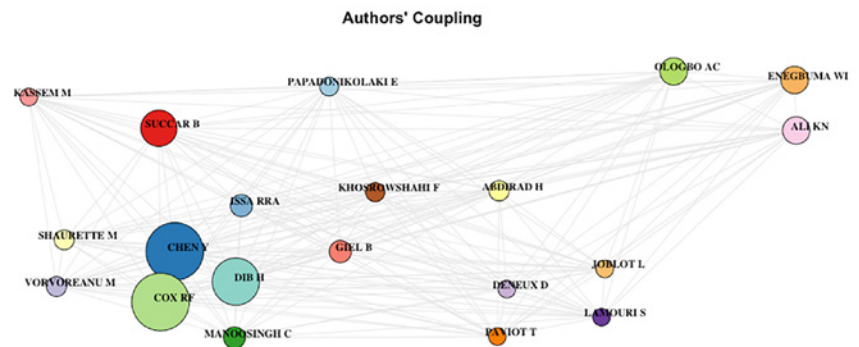 Authors' Coupling
OLOGBO AC
ENEGBUMA WI
PAPADONIKOLAKI E
KASSEM M
SUCCAR B
ALI KN
KHOSROWSHAHI F
ABDIRAD H
ISSA RRA
SHAURETTE M
CHEN Y
GIEL B
JOBLOT L
DIB H
VORVOREANU M
DENEUX D
COX RF
LAMOURI S
MANOOSINGH C
PAVIOT T